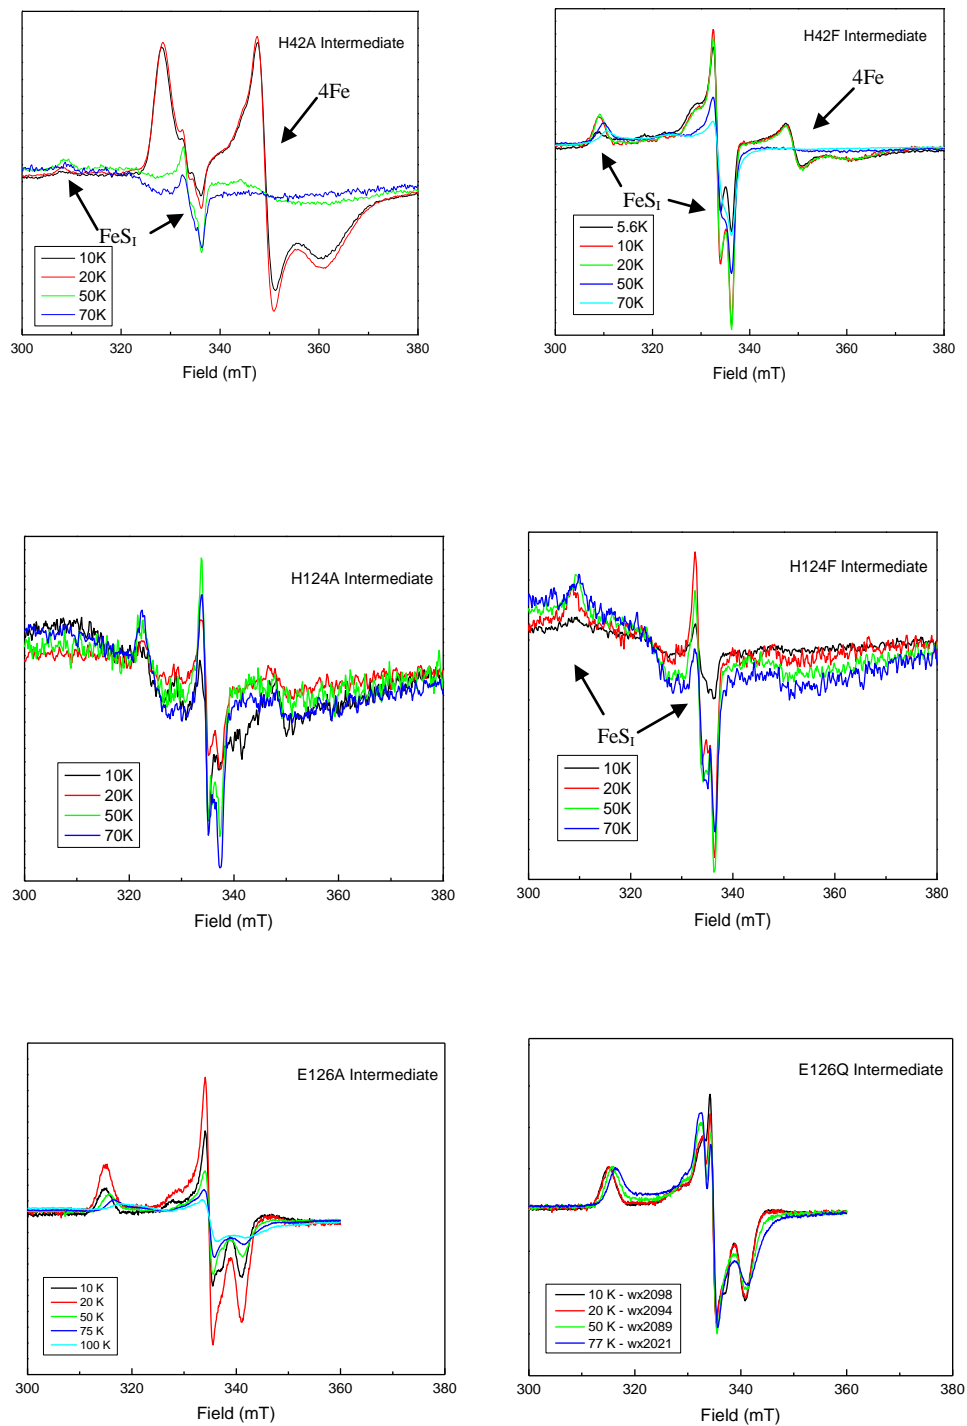 H42A Intermediate
4Fe
FeSI
10K
20K
50K
70K
300 320 340 360 380
Field (mT)
H42F Intermediate
4Fe
FeSI
5.6K
10K
20K
50K
70K
300 320 340 360 380
Field (mT)
H124A Intermediate
10K
20K
50K
70K
300 320 340 360 380
Field (mT)
H124F Intermediate
FeSI
10K
20K
50K
70K
300 320 340 360 380
Field (mT)
E126A Intermediate
10 K
20 K
50 K
75 K
100 K
300 320 340 360 380
Field (mT)
E126Q Intermediate
10 K - wx2098
20 K - wx2094
50 K - wx2089
77 K - wx2021
300 320 340 360 380
Field (mT)